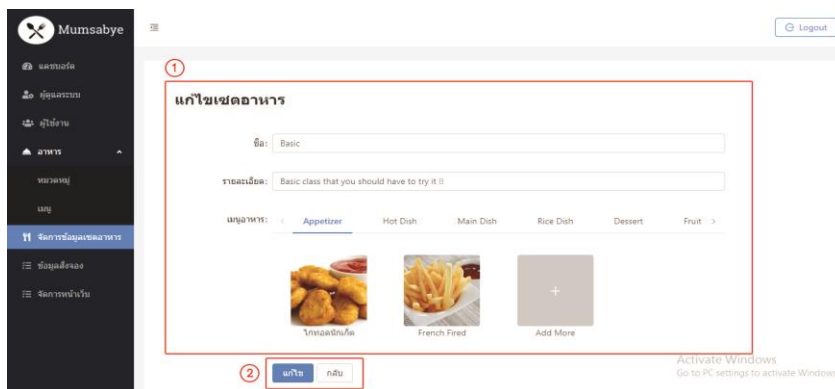 Mumsabye
Logout
แดชบอร์ด
ผู้ดูแลระบบ
ผู้ใช้งาน
อาหาร
หมวดหมู่
เมนู
จัดการข้อมูลเซตอาหาร
ข้อมูลสั่งจอง
จัดการหน้าเว็บ
1
แก้ไขเซตอาหาร
ชื่อ: Basic
รายละเอียด: Basic class that you should have to try it !!
เมนูอาหาร: < Appetizer Hot Dish Main Dish Rice Dish Dessert Fruit >
+
ไก่ทอดนักเก็ต French Fired Add More
2
แก้ไข กลับ
Activate Windows
Go to PC settings to activate Windows